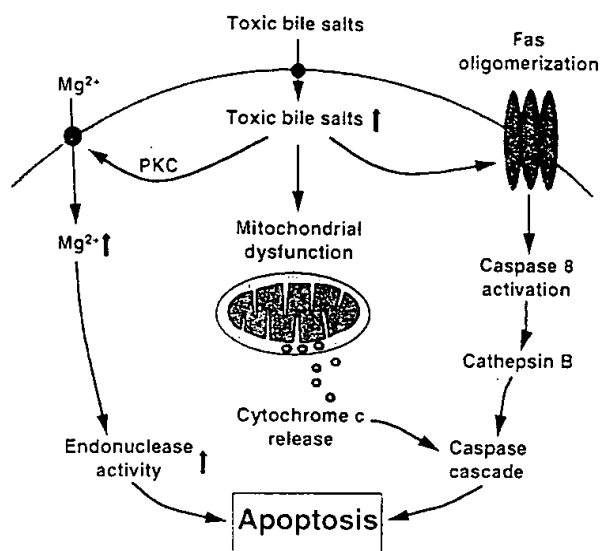 Toxic bile salts
Fas
oligomerization
Mg²⁺
Toxic bile salts
PKC
Mg²⁺
Mitochondrial
dysfunction
Caspase 8
activation
Cathepsin B
Cytochrome c
release
Endonuclease
activity
Caspase
cascade
Apoptosis